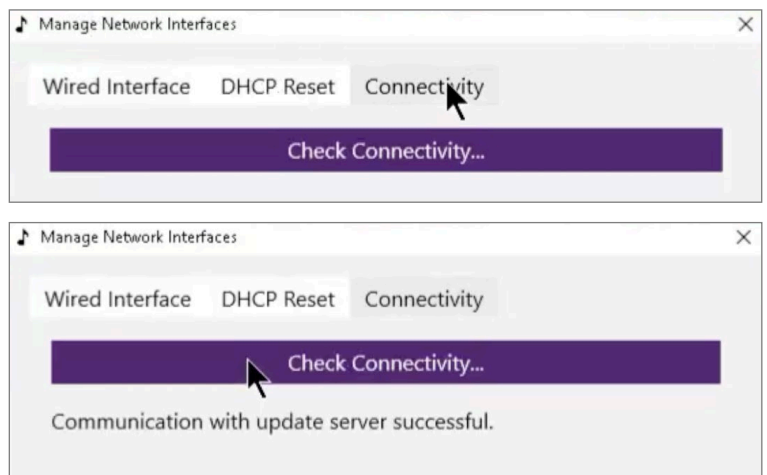 Manage Network Interfaces
Wired Interface DHCP Reset Connectivity
Check Connectivity...
Manage Network Interfaces
Wired Interface DHCP Reset Connectivity
Check Connectivity...
Communication with update server successful.